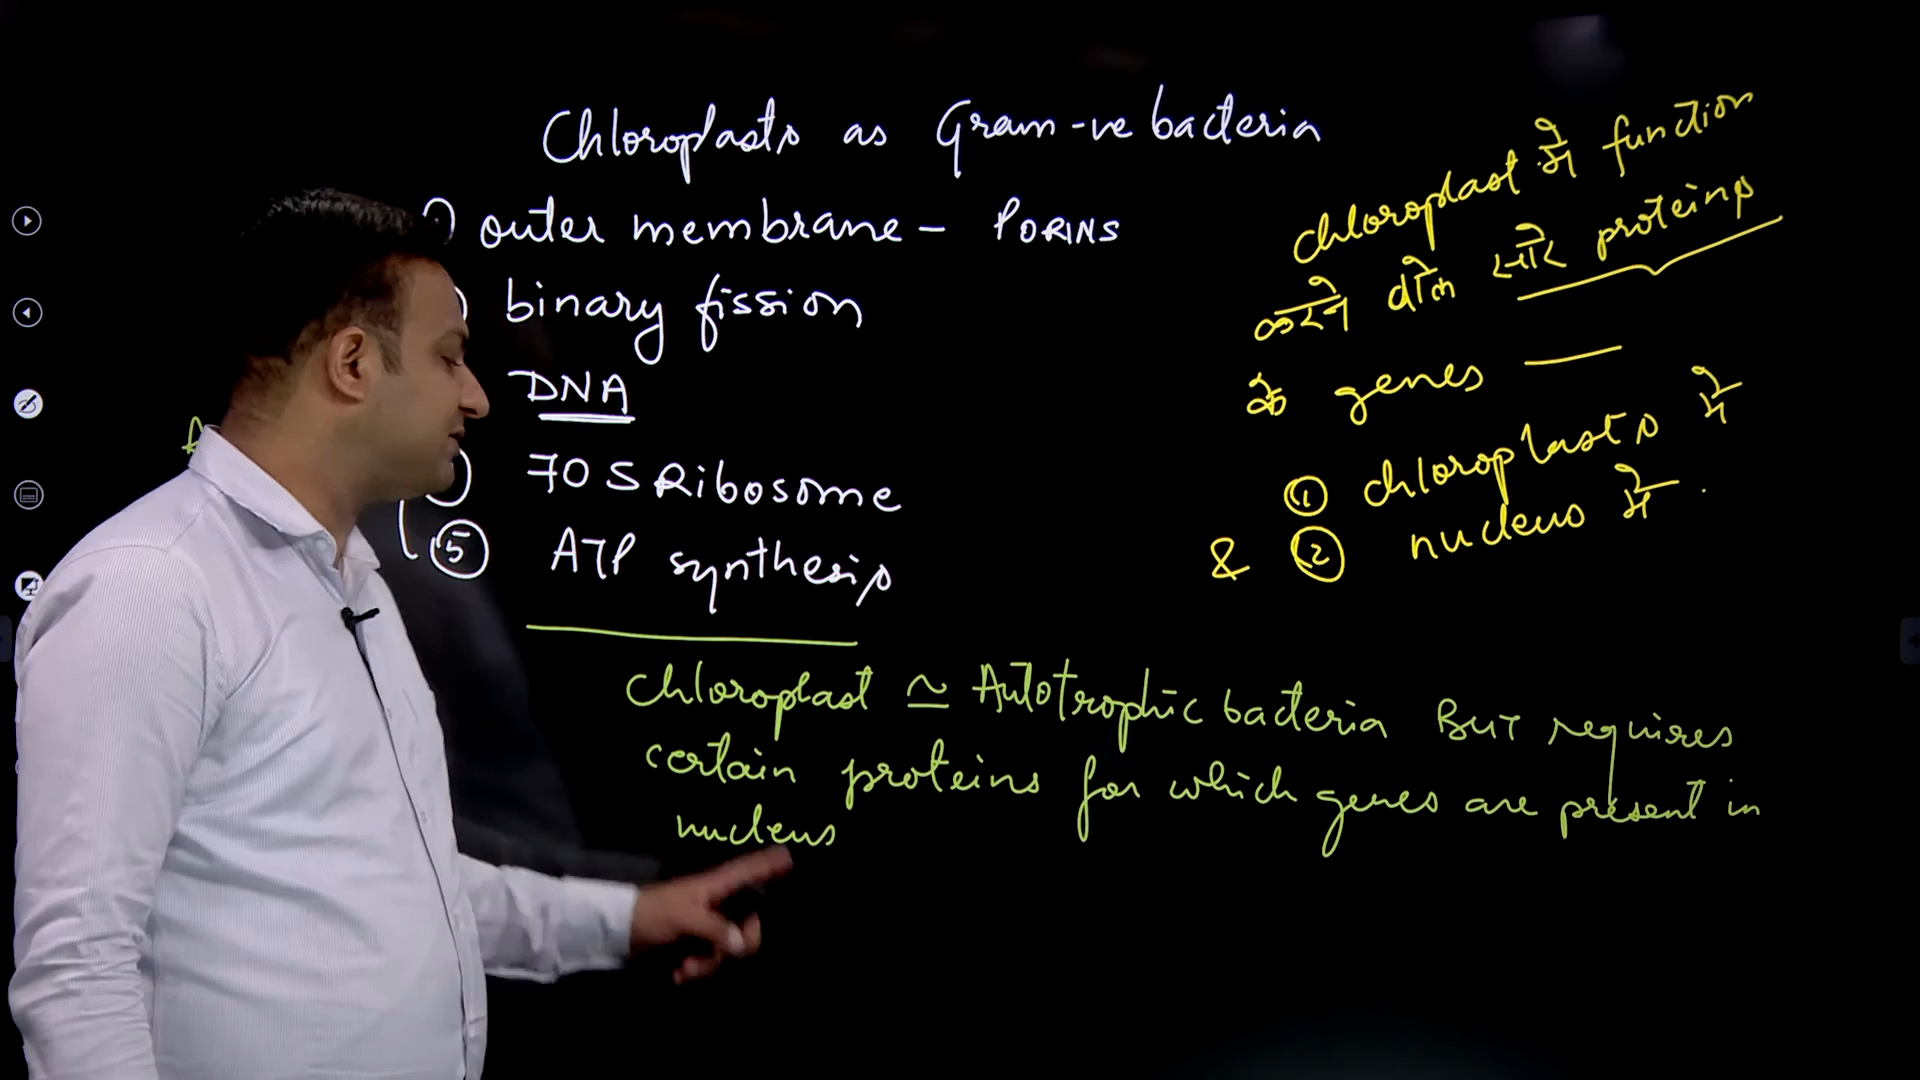 Chloroplasts as Gram -ve bacteria
outer membrane - PORINS
binary fission
DNA
70S Ribosome
5 ATP synthesis
chloroplast में function
करने वाले सारे proteins
के genes —
1 chloroplasts में
& 2 nucleus में .
chloroplast ≃ Autotrophic bacteria BUT requires
certain proteins for which genes are present in
nucleus